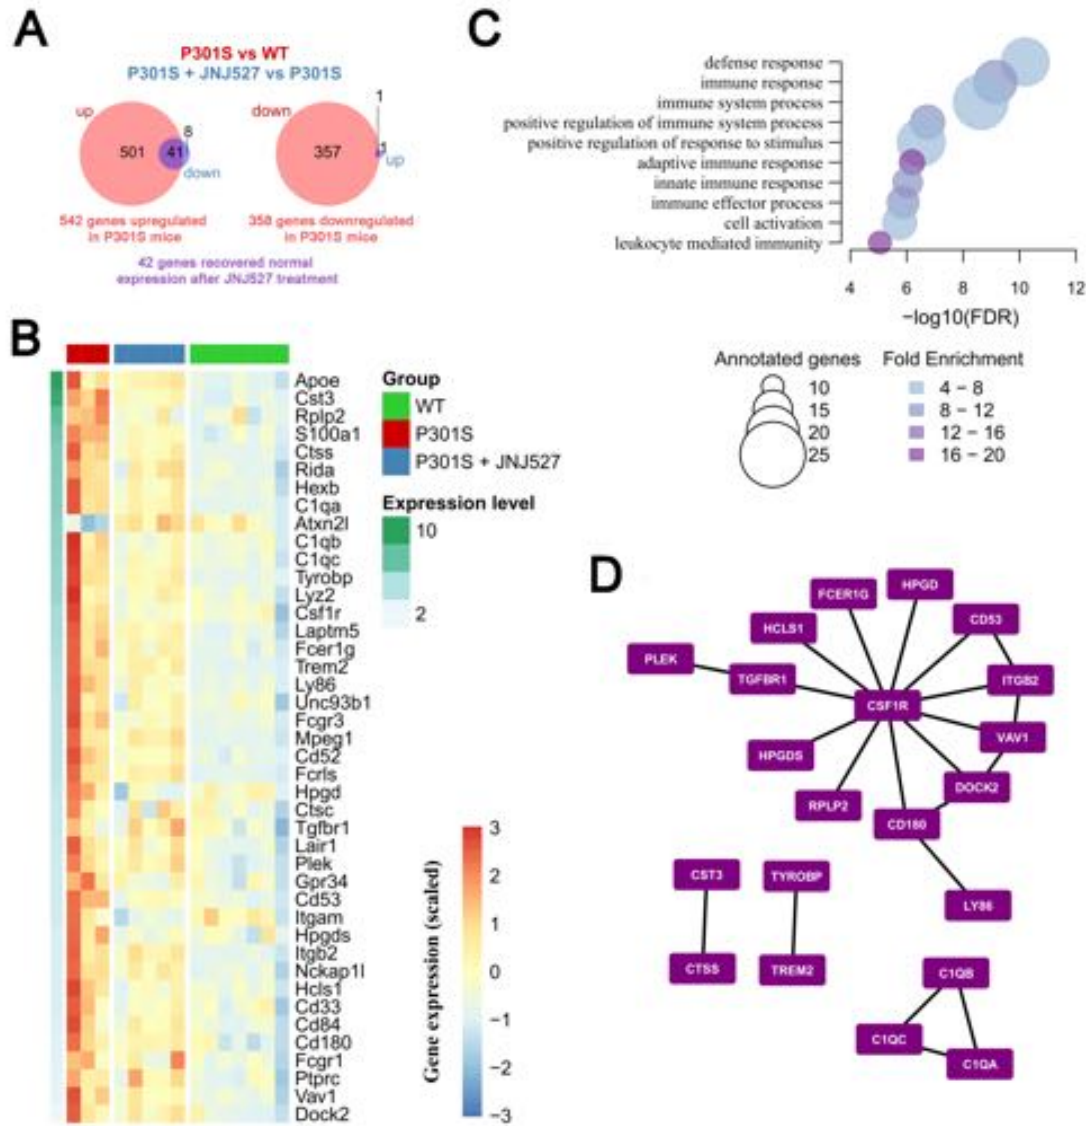 A
P301S vs WT
P301S + JNJ527 vs P301S
up
501
41
8
down
542 genes upregulated
in P301S mice
down
357
1
1
up
358 genes downregulated
in P301S mice
42 genes recovered normal
expression after JNJ527 treatment
C
defense response
immune response
immune system process
positive regulation of immune system process
positive regulation of response to stimulus
adaptive immune response
innate immune response
immune effector process
cell activation
leukocyte mediated immunity
4 6 8 10 12
−log10(FDR)
Annotated genes
10
15
20
25
Fold Enrichment
4 − 8
8 − 12
12 − 16
16 − 20
B
Apoe
Cst3
Rplp2
S100a1
Ctss
Rida
Hexb
C1qa
Atxn2l
C1qb
C1qc
Tyrobp
Lyz2
Csf1r
Laptm5
Fcer1g
Trem2
Ly86
Unc93b1
Fcgr3
Mpeg1
Cd52
Fcrls
Hpgd
Ctsc
Tgfbr1
Lair1
Plek
Gpr34
Cd53
Itgam
Hpgds
Itgb2
Nckap1l
Hcls1
Cd33
Cd84
Cd180
Fcgr1
Ptprc
Vav1
Dock2
Group
WT
P301S
P301S + JNJ527
Expression level
10
2
Gene expression (scaled)
3
2
1
0
−1
−2
−3
D
FCER1G
HPGD
HCLS1
CD53
PLEK
TGFBR1
ITGB2
CSF1R
VAV1
HPGDS
DOCK2
RPLP2
CD180
CST3
TYROBP
LY86
CTSS
TREM2
C1QB
C1QC
C1QA